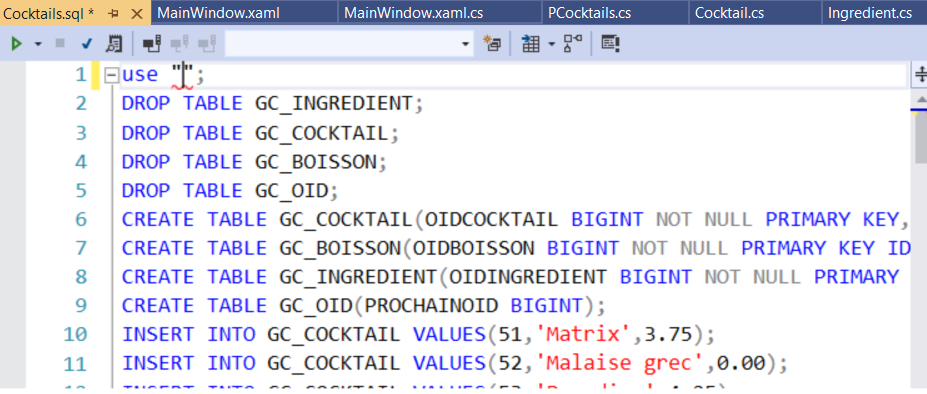 Cocktails.sql * MainWindow.xaml MainWindow.xaml.cs PCocktails.cs Cocktail.cs Ingredient.cs
1 use "";
2 DROP TABLE GC_INGREDIENT;
3 DROP TABLE GC_COCKTAIL;
4 DROP TABLE GC_BOISSON;
5 DROP TABLE GC_OID;
6 CREATE TABLE GC_COCKTAIL(OIDCOCKTAIL BIGINT NOT NULL PRIMARY KEY,
7 CREATE TABLE GC_BOISSON(OIDBOISSON BIGINT NOT NULL PRIMARY KEY ID
8 CREATE TABLE GC_INGREDIENT(OIDINGREDIENT BIGINT NOT NULL PRIMARY
9 CREATE TABLE GC_OID(PROCHAINOID BIGINT);
10 INSERT INTO GC_COCKTAIL VALUES(51,'Matrix',3.75);
11 INSERT INTO GC_COCKTAIL VALUES(52,'Malaise grec',0.00);